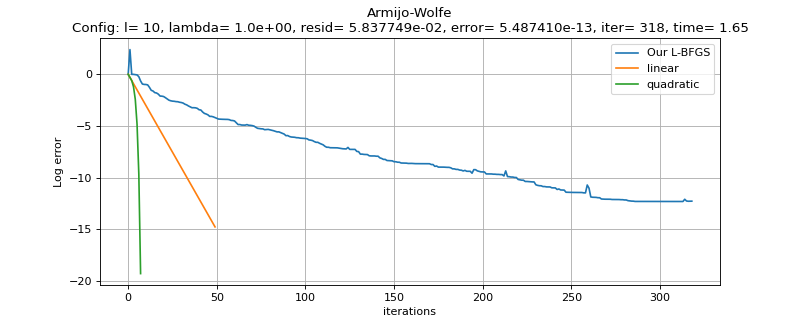 Armijo-Wolfe
Config: l= 10, lambda= 1.0e+00, resid= 5.837749e-02, error= 5.487410e-13, iter= 318, time= 1.65
Our L-BFGS
linear
quadratic
Log error
0
−5
−10
−15
−20
0 50 100 150 200 250 300
iterations